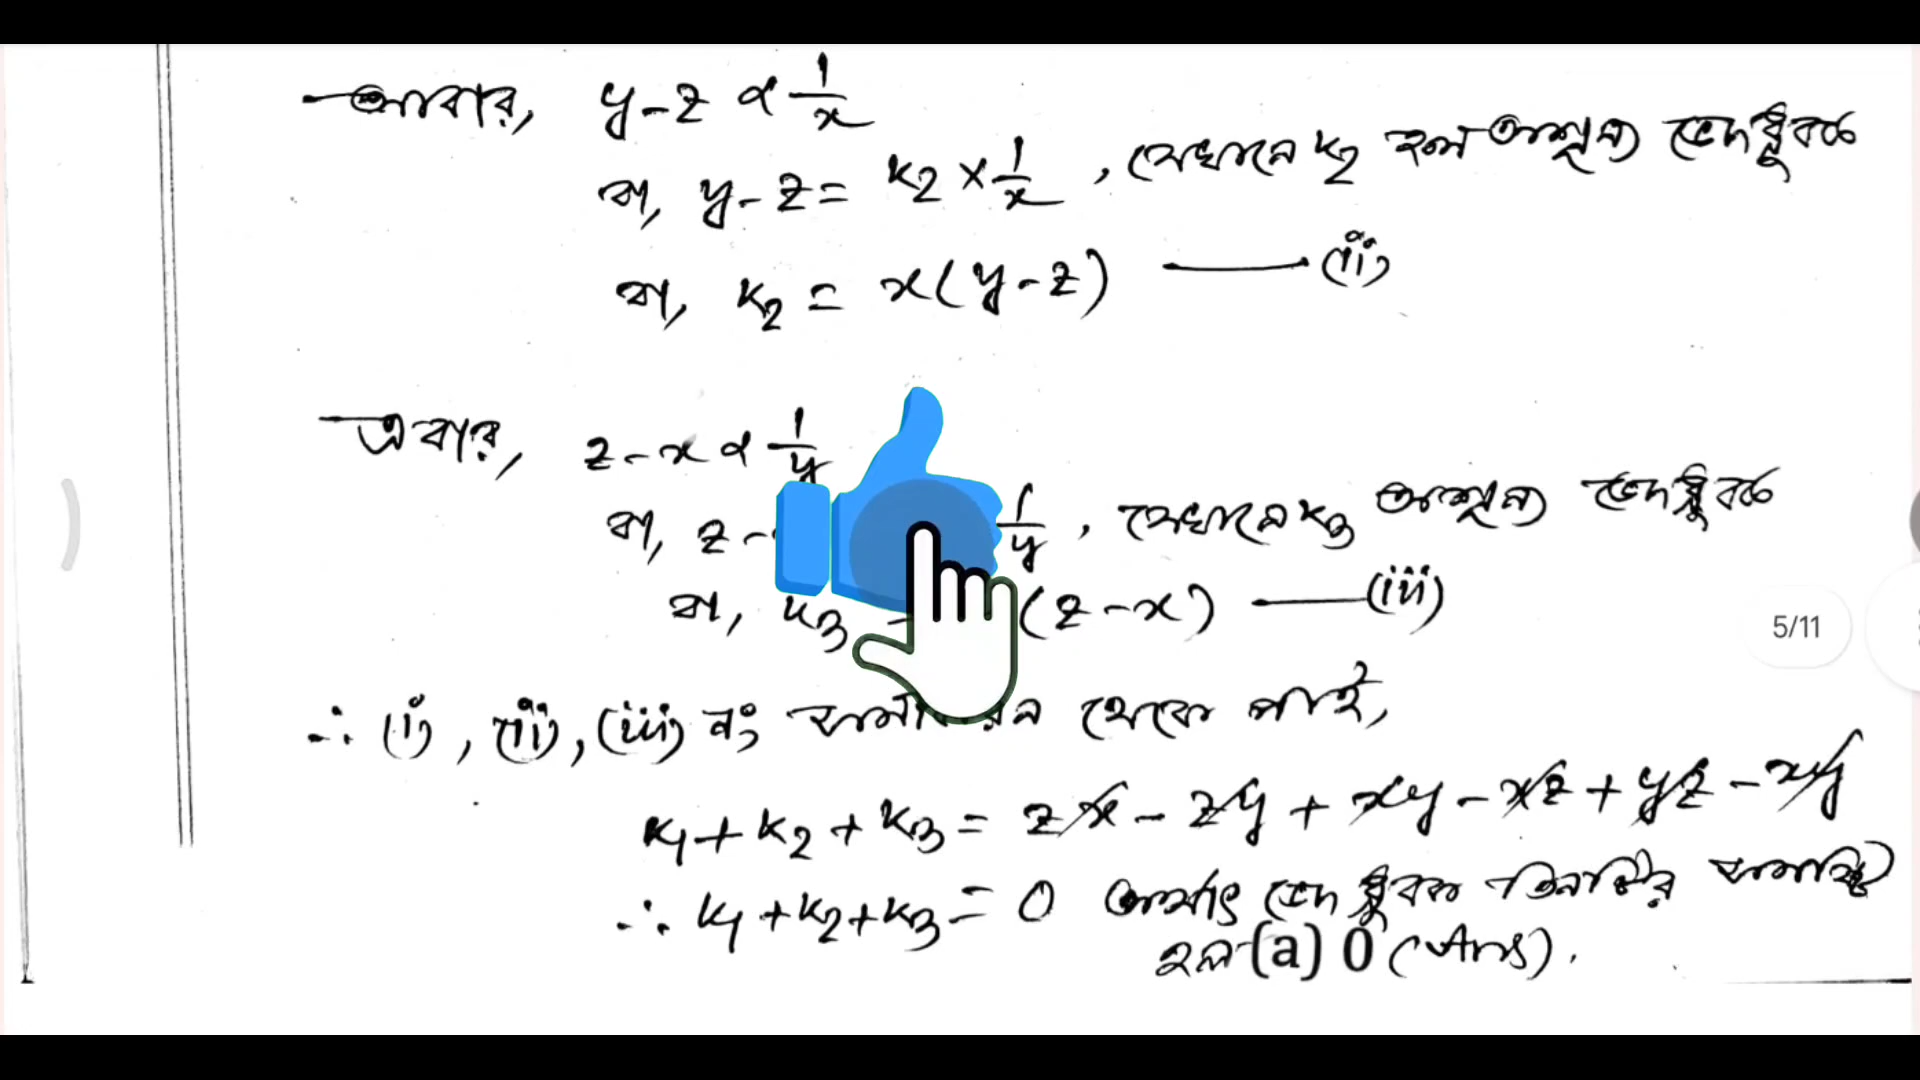 আবার, y-z ∝ 1/x
বা, y-z = k2 × 1/x , যেখানে k2 হল অশূন্য ভেদধ্রুবক
বা, k2 = x(y-z) —— (ii)
এবার, z-x ∝ 1/y
বা, z- 1/y , যেখানে k3 অশূন্য ভেদধ্রুবক
বা, k3 = (z-x) —— (iii)
∴ (i), (ii), (iii) নং থেকে পাই,
k1+k2+k3 = zx - zy + xy - xz + yz - xy
∴ k1+k2+k3 = 0 অর্থাৎ ভেদ ধ্রুবক তিনটির সমষ্টি
হল (a) 0 (Ans).
5/11